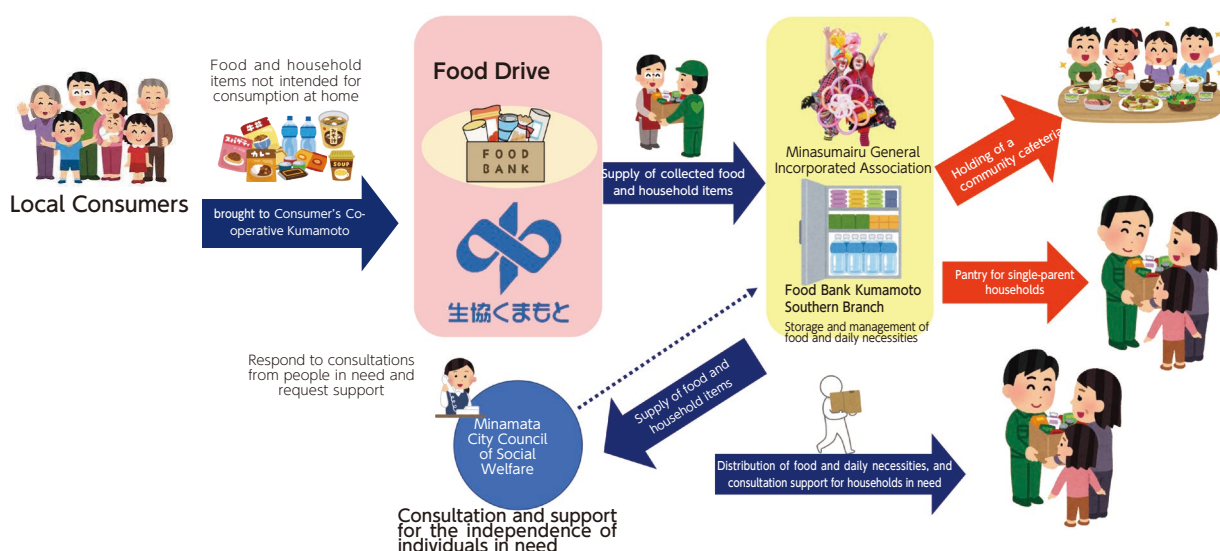 Local Consumers
Food and household
items not intended for
consumption at home
brought to Consumer's Co-
operative Kumamoto
Food Drive
FOOD
BANK
生協くまもと
Supply of collected food
and household items
Minasumairu General
Incorporated Association
Food Bank Kumamoto
Southern Branch
Storage and management of
food and daily necessities
Holding of a
community cafeteria
Pantry for single-parent
households
Respond to consultations
from people in need and
request support
Minamata
City Council
of Social
Welfare
Consultation and support
for the independence of
individuals in need
Supply of food and
household items
Distribution of food and daily necessities, and
consultation support for households in need
カレー
SOUP